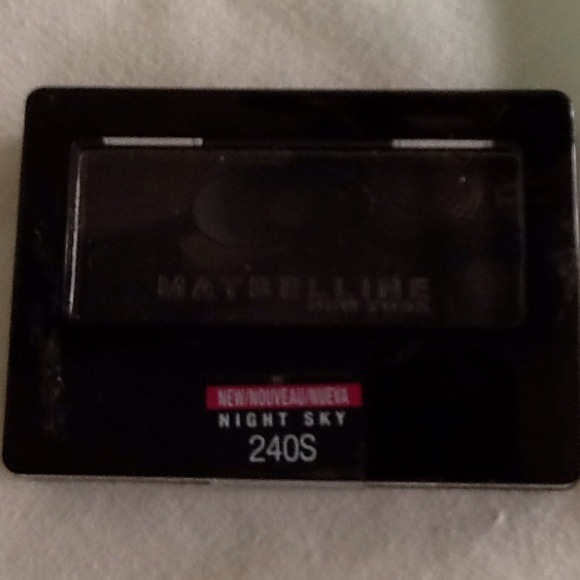 MAYBELLINE
NEW YORK
NEW/NOUVEAU/NUEVA
NIGHT SKY
240S